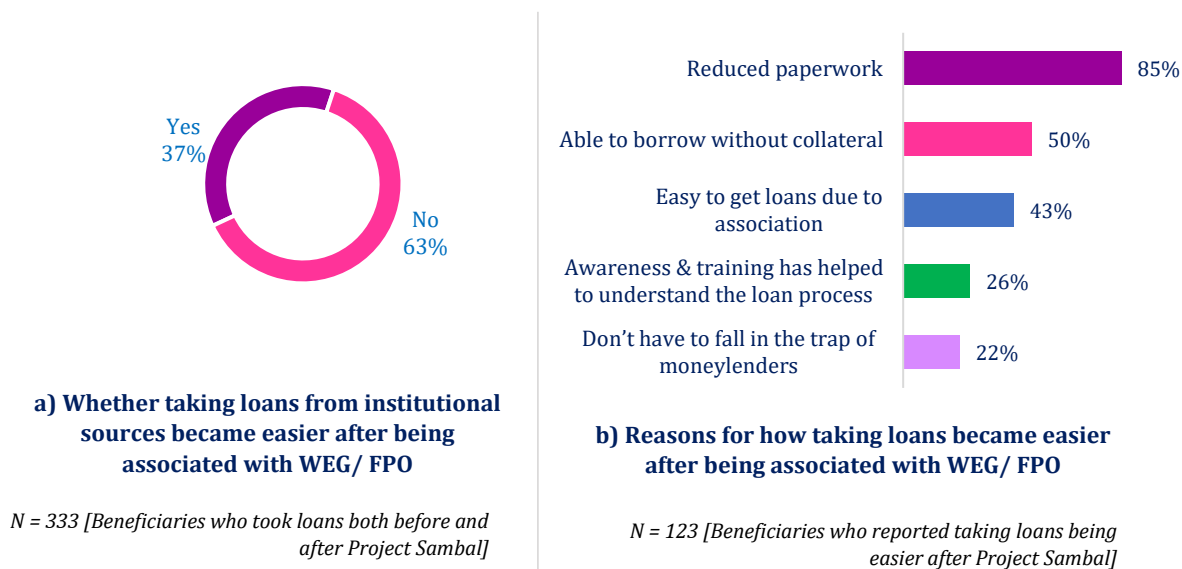 Yes
37%
No
63%
a) Whether taking loans from institutional
sources became easier after being
associated with WEG/ FPO
N = 333 [Beneficiaries who took loans both before and
after Project Sambal]
Reduced paperwork
85%
Able to borrow without collateral
50%
Easy to get loans due to
association
43%
Awareness & training has helped
to understand the loan process
26%
Don’t have to fall in the trap of
moneylenders
22%
b) Reasons for how taking loans became easier
after being associated with WEG/ FPO
N = 123 [Beneficiaries who reported taking loans being
easier after Project Sambal]